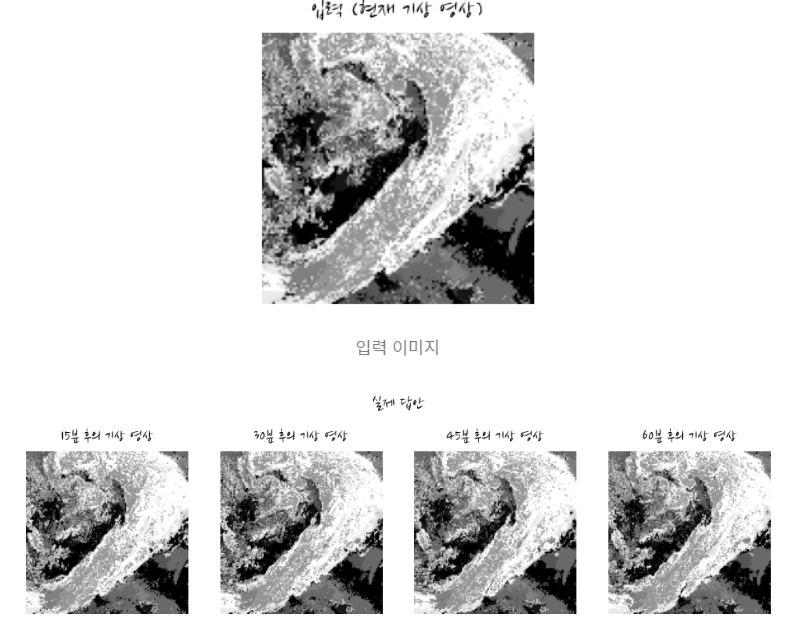 입력 (현재 기상 영상)
입력 이미지
실제 답안
15분 후의 기상 영상
30분 후의 기상 영상
45분 후의 기상 영상
60분 후의 기상 영상